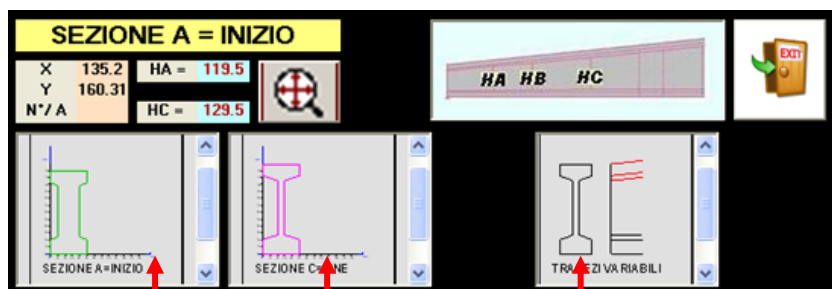 SEZIONE A = INIZIO
X 135.2 HA = 119.5
Y 160.31
N°/A HC = 129.5
HA HB HC
EXIT
SEZIONE A=INIZIO
SEZIONE
TRAPEZI VARIABILI